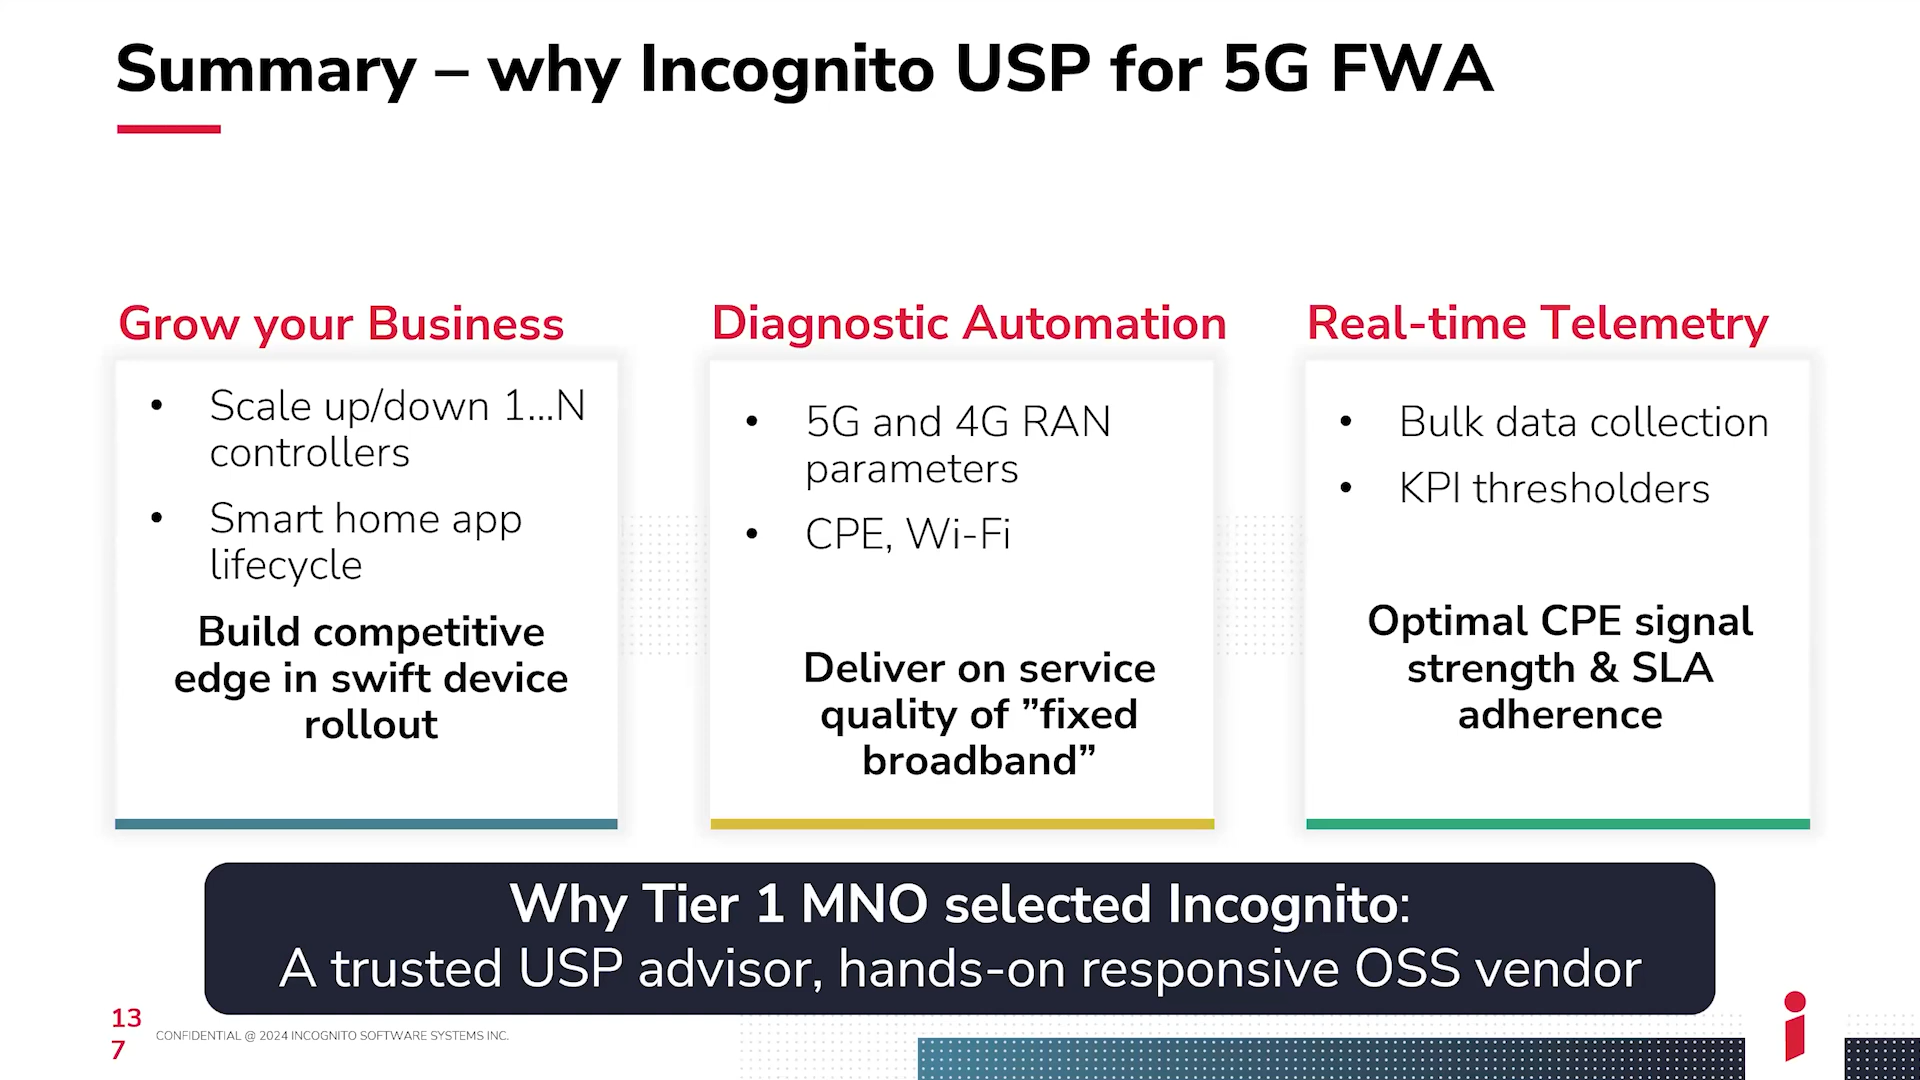 Summary – why Incognito USP for 5G FWA
Grow your Business
• Scale up/down 1...N
controllers
• Smart home app
lifecycle
Build competitive
edge in swift device
rollout
Diagnostic Automation
• 5G and 4G RAN
parameters
• CPE, Wi-Fi
Deliver on service
quality of ”fixed
broadband”
Real-time Telemetry
• Bulk data collection
• KPI thresholders
Optimal CPE signal
strength & SLA
adherence
Why Tier 1 MNO selected Incognito:
A trusted USP advisor, hands-on responsive OSS vendor
13
7
CONFIDENTIAL @ 2024 INCOGNITO SOFTWARE SYSTEMS INC.